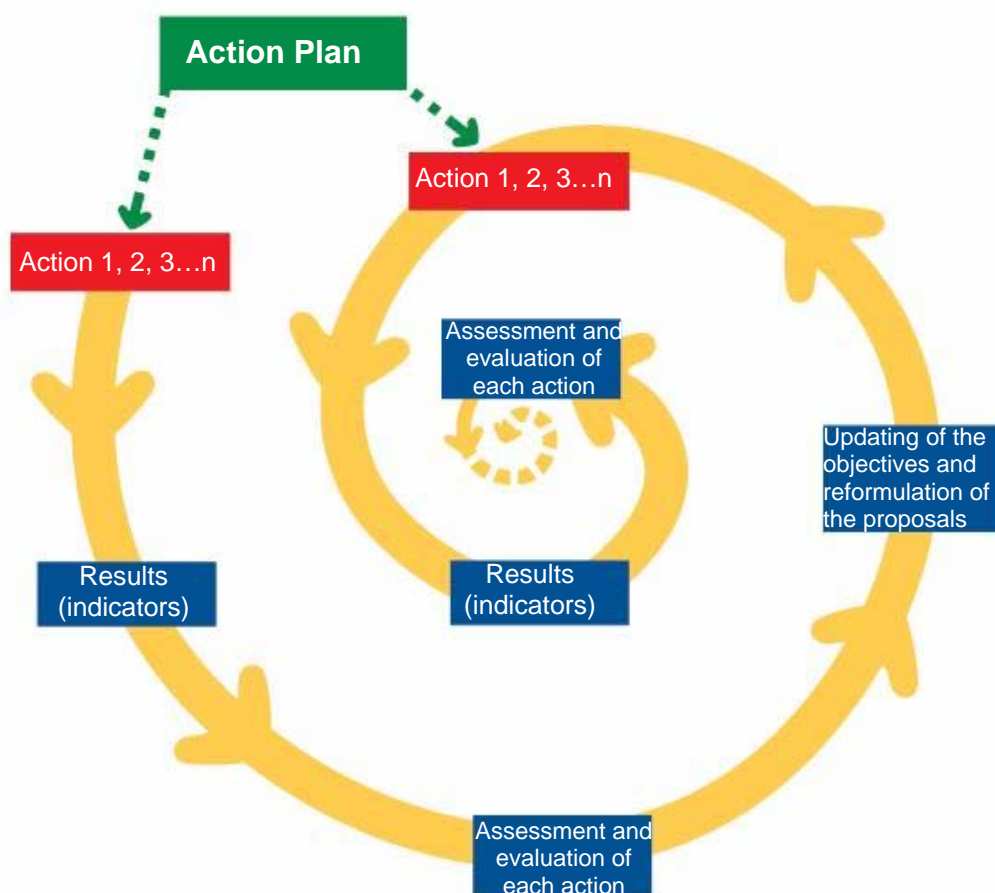 Action Plan
Action 1, 2, 3…n
Action 1, 2, 3…n
Assessment and
evaluation of
each action
Updating of the
objectives and
reformulation of
the proposals
Results
(indicators)
Results
(indicators)
Assessment and
evaluation of
each action